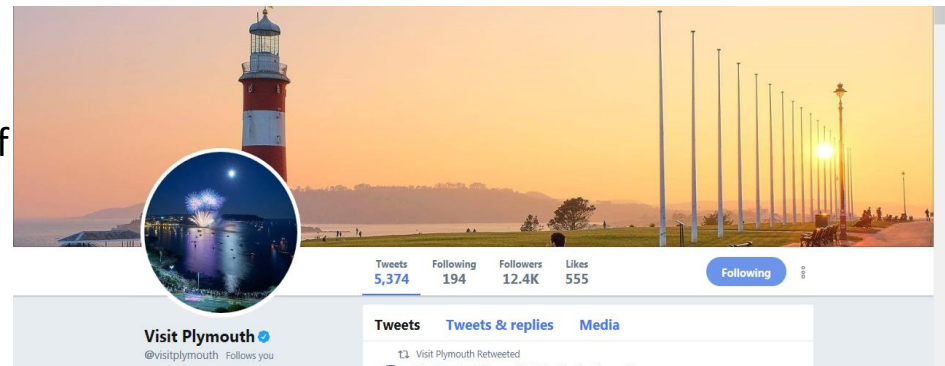 f
Tweets Following Followers Likes
5,374 194 12.4K 555
Following
Visit Plymouth
@visitplymouth Follows you
Tweets Tweets & replies Media
Visit Plymouth Retweeted